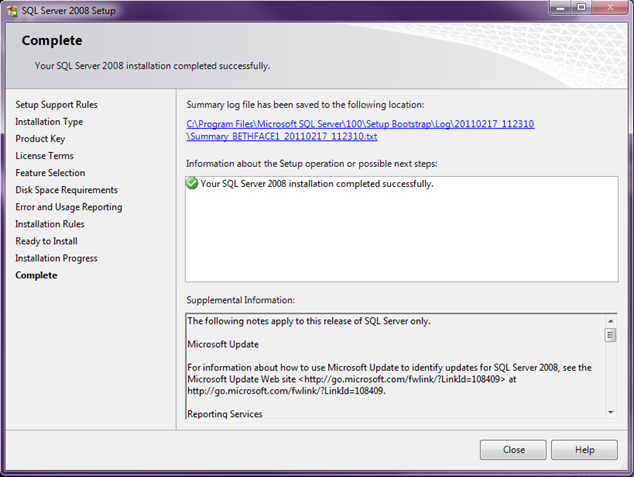 SQL Server 2008 Setup
Complete
Your SQL Server 2008 installation completed successfully.
Setup Support Rules
Installation Type
Product Key
License Terms
Feature Selection
Disk Space Requirements
Error and Usage Reporting
Installation Rules
Ready to Install
Installation Progress
Complete
Summary log file has been saved to the following location:
C:\Program Files\Microsoft SQL Server\100\Setup Bootstrap\Log\20110217_112310
\Summary_BETHFACE1_20110217_112310.txt
Information about the Setup operation or possible next steps:
Your SQL Server 2008 installation completed successfully.
Supplemental Information:
The following notes apply to this release of SQL Server only.
Microsoft Update
For information about how to use Microsoft Update to identify updates for SQL Server 2008, see the
Microsoft Update Web site <http://go.microsoft.com/fwlink/?LinkId=108409> at
http://go.microsoft.com/fwlink/?LinkId=108409.
Reporting Services
Close
Help